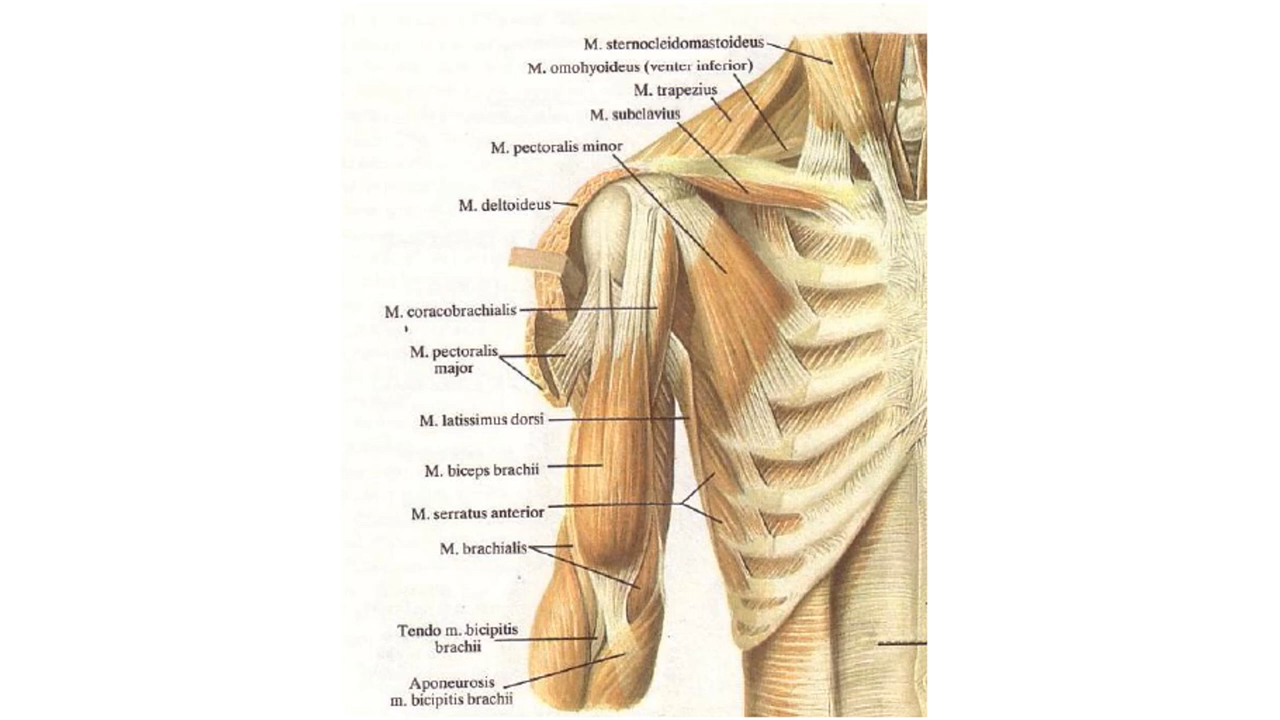 M. sternocleidomastoideus
M. omohyoideus (venter inferior)
M. trapezius
M. subclavius
M. pectoralis minor
M. deltoideus
M. coracobrachialis
M. pectoralis
major
M. latissimus dorsi
M. biceps brachii
M. serratus anterior
M. brachialis
Tendo m. bicipitis
brachii
Aponeurosis
m. bicipitis brachii